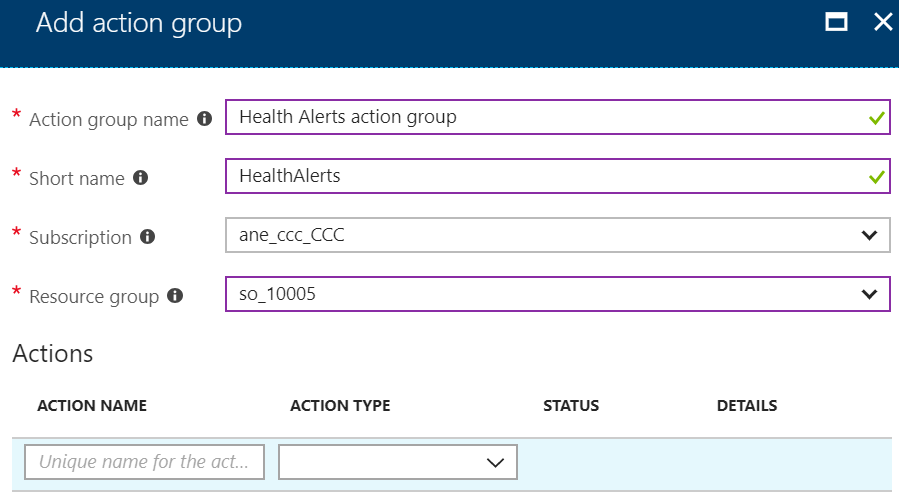 Add action group
* Action group name Health Alerts action group
* Short name HealthAlerts
* Subscription ane_ccc_CCC
* Resource group so_10005
Actions
ACTION NAME ACTION TYPE STATUS DETAILS
Unique name for the act...